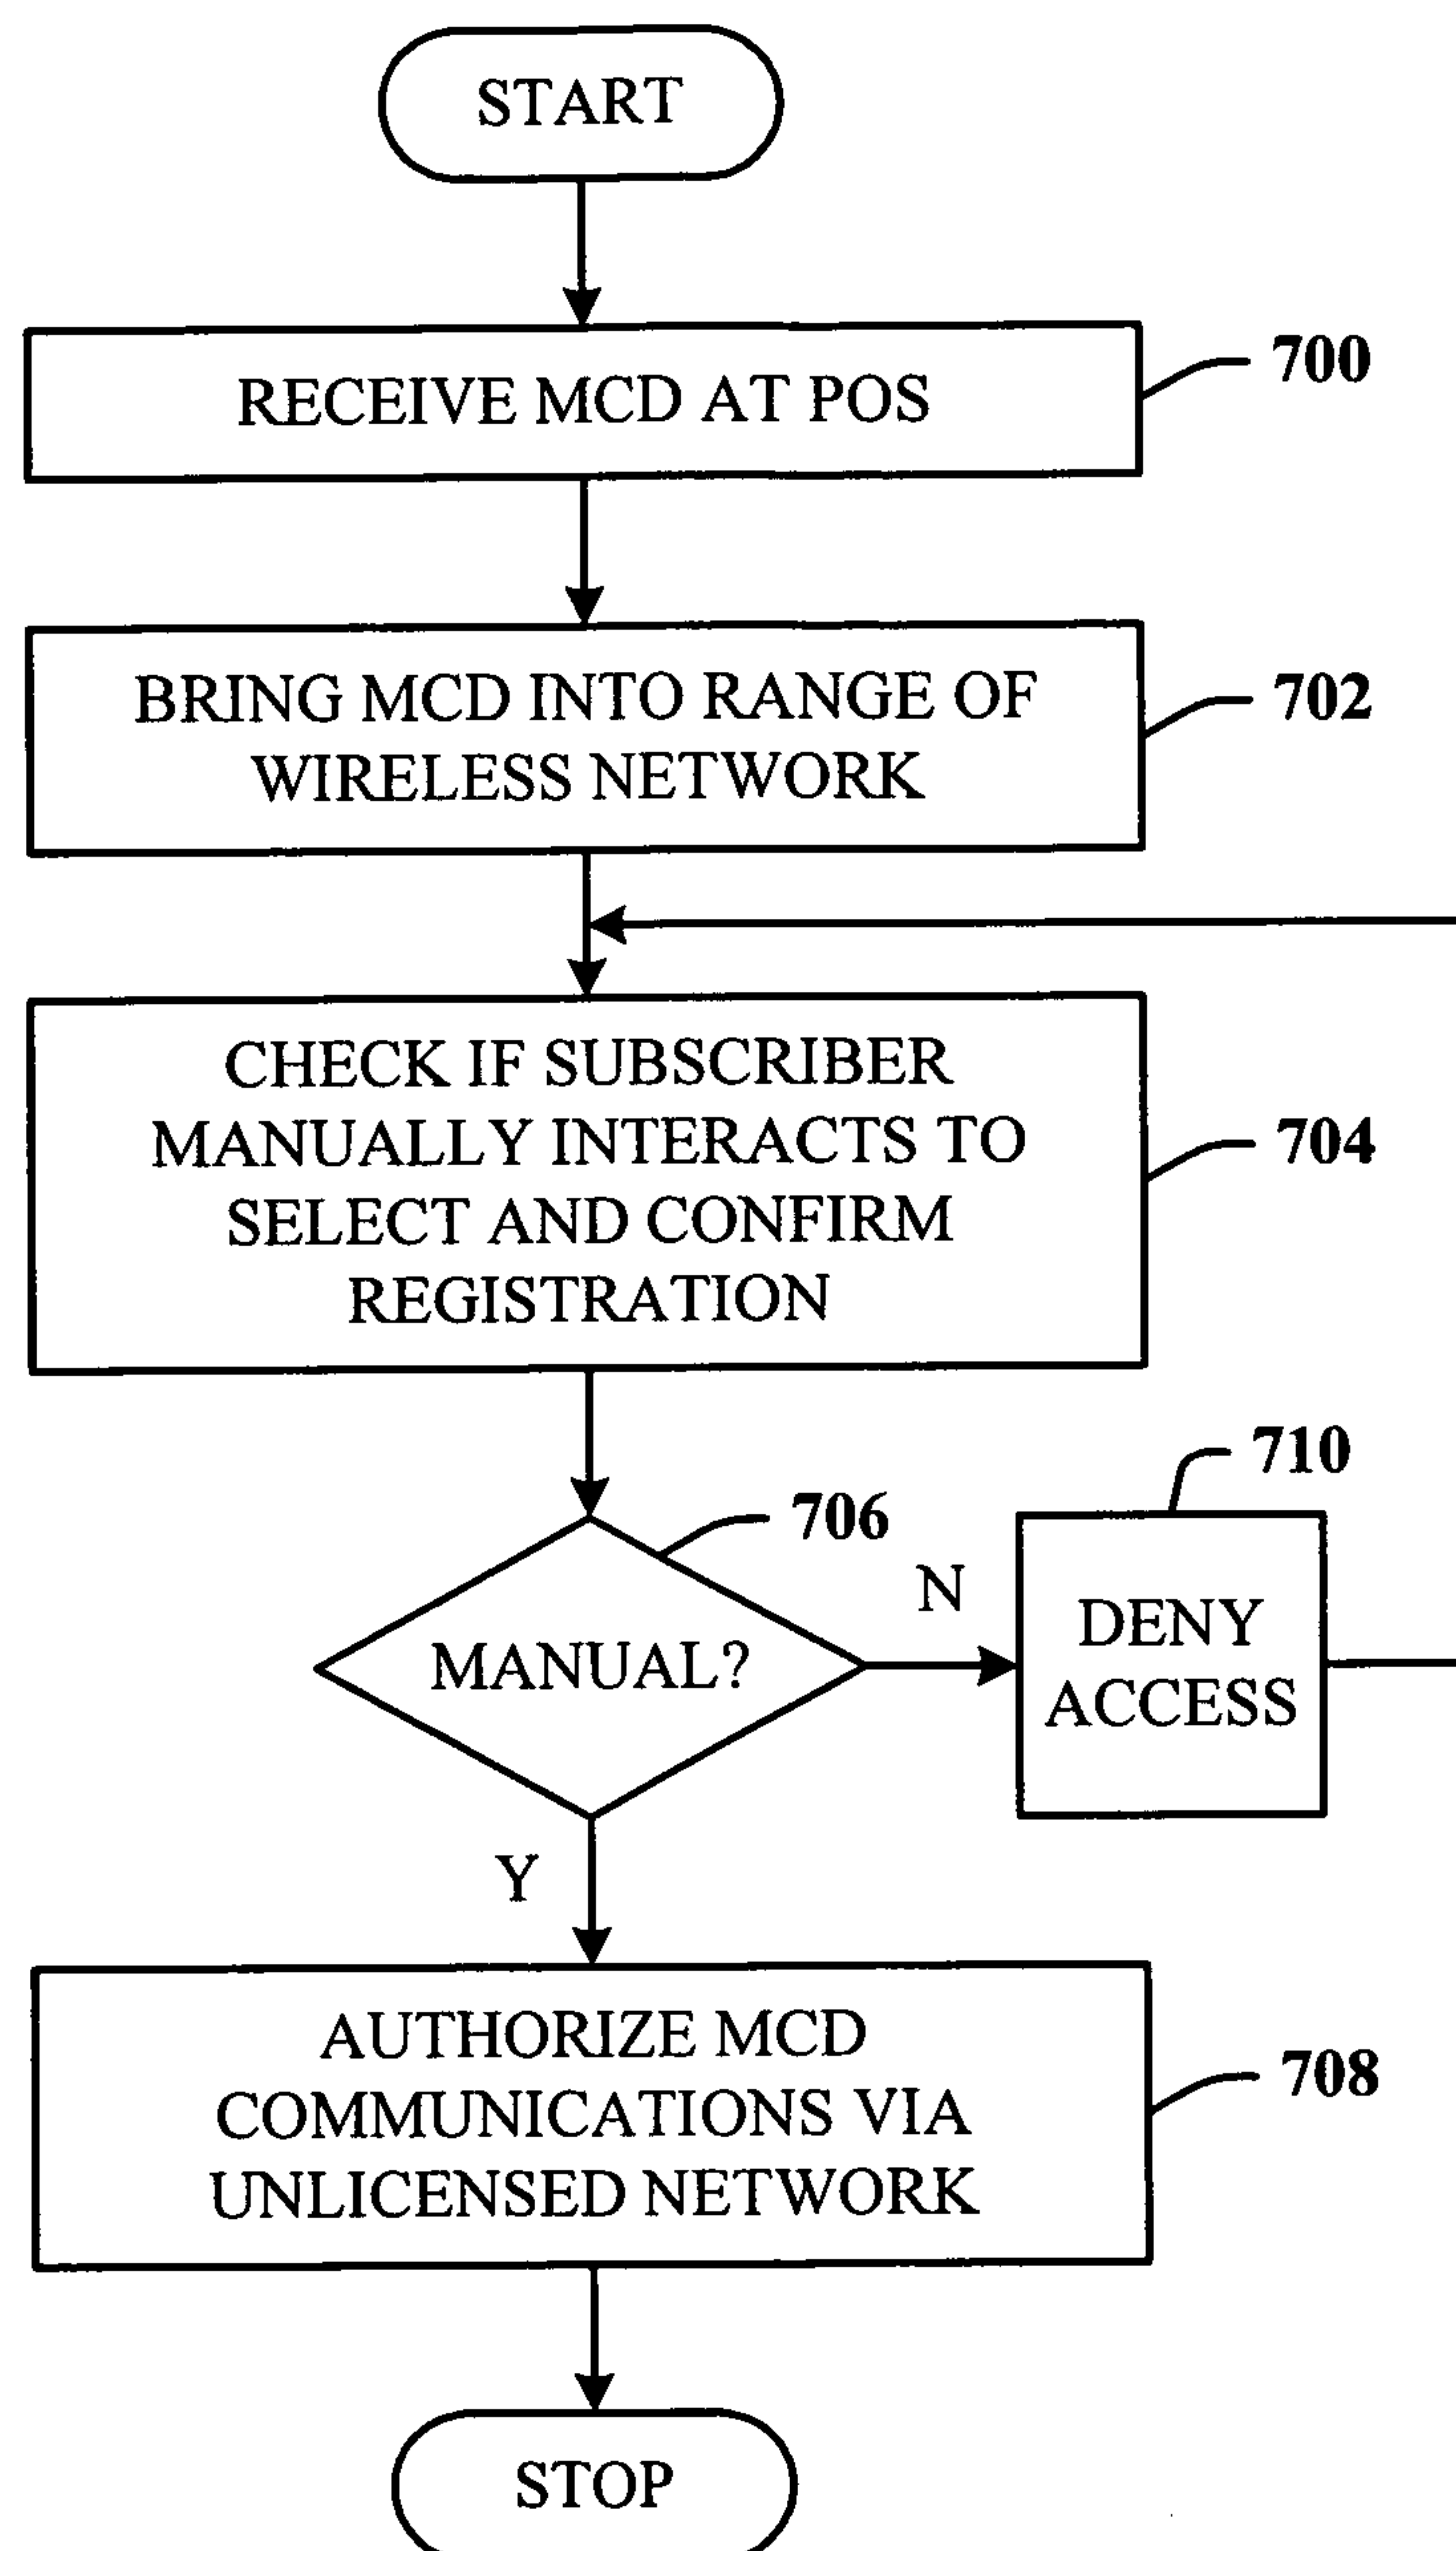 START
RECEIVE MCD AT POS
700
BRING MCD INTO RANGE OF
WIRELESS NETWORK
702
CHECK IF SUBSCRIBER
MANUALLY INTERACTS TO
SELECT AND CONFIRM
REGISTRATION
704
706
MANUAL?
N
710
DENY
ACCESS
Y
AUTHORIZE MCD
COMMUNICATIONS VIA
UNLICENSED NETWORK
708
STOP